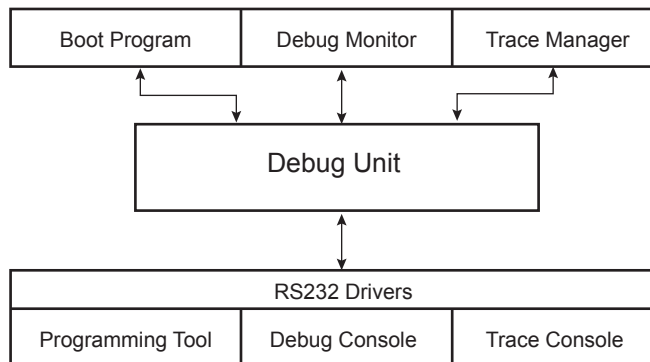 Boot Program Debug Monitor Trace Manager
Debug Unit
RS232 Drivers
Programming Tool Debug Console Trace Console